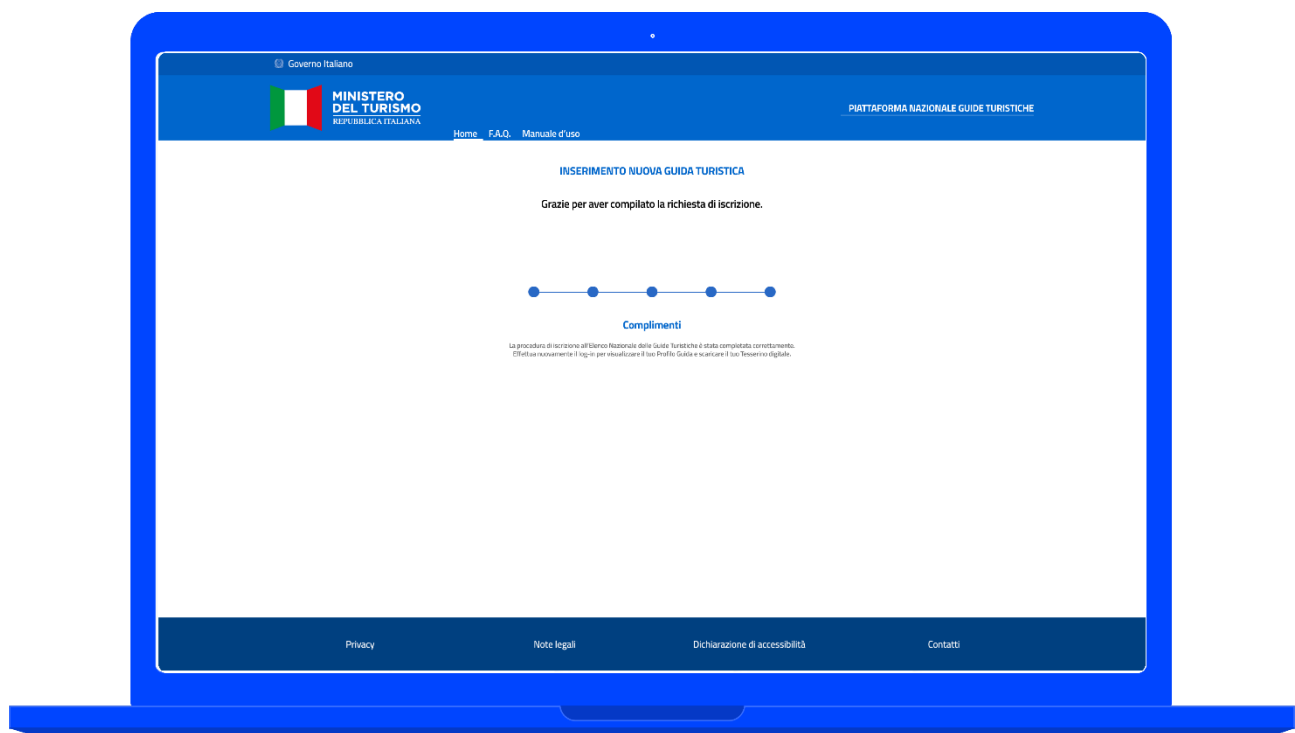 Governo Italiano
MINISTERO
DEL TURISMO
REPUBBLICA ITALIANA
PIATTAFORMA NAZIONALE GUIDE TURISTICHE
Home F.A.Q. Manuale d'uso
INSERIMENTO NUOVA GUIDA TURISTICA
Grazie per aver compilato la richiesta di iscrizione.
Complimenti
La procedura di iscrizione all'Elenco Nazionale delle Guide Turistiche è stata completata correttamente.
Effettua nuovamente il log-in per visualizzare il tuo Profilo Guida e scaricare il tuo Tesserino digitale.
Privacy Note legali Dichiarazione di accessibilità Contatti